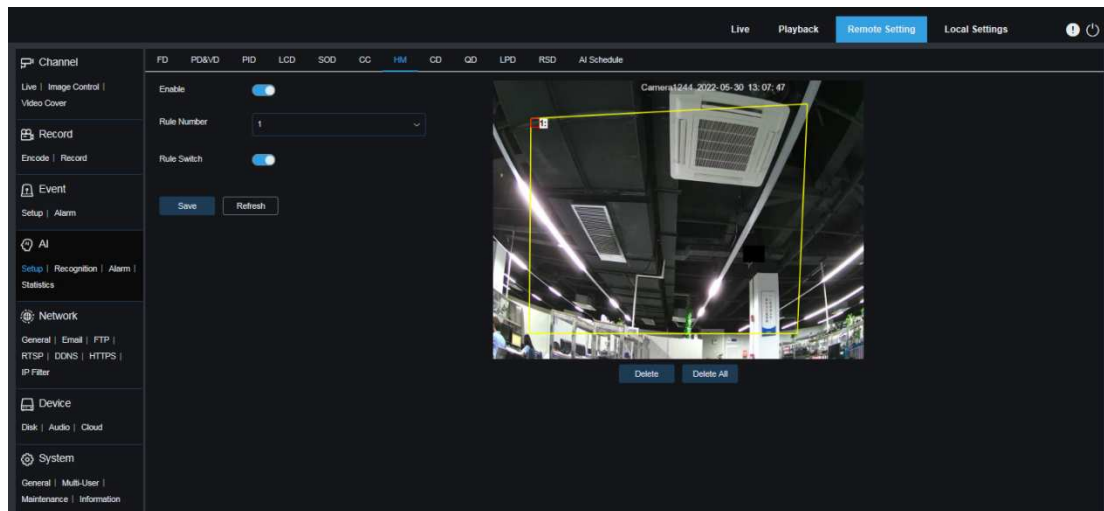 Live Playback Remote Setting Local Settings
Channel
Live | Image Control |
Video Cover
Record
Encode | Record
Event
Setup | Alarm
AI
Setup | Recognition | Alarm |
Statistics
Network
General | Email | FTP |
RTSP | DDNS | HTTPS |
IP Filter
Device
Disk | Audio | Cloud
System
General | Multi-User |
Maintenance | Information
FD PD&VD PID LCD SOD CC HM CD QD LPD RSD AI Schedule
Enable
Rule Number 1
Rule Switch
Save Refresh
Camera1244 2022-05-30 13:07:47
1
Delete Delete All